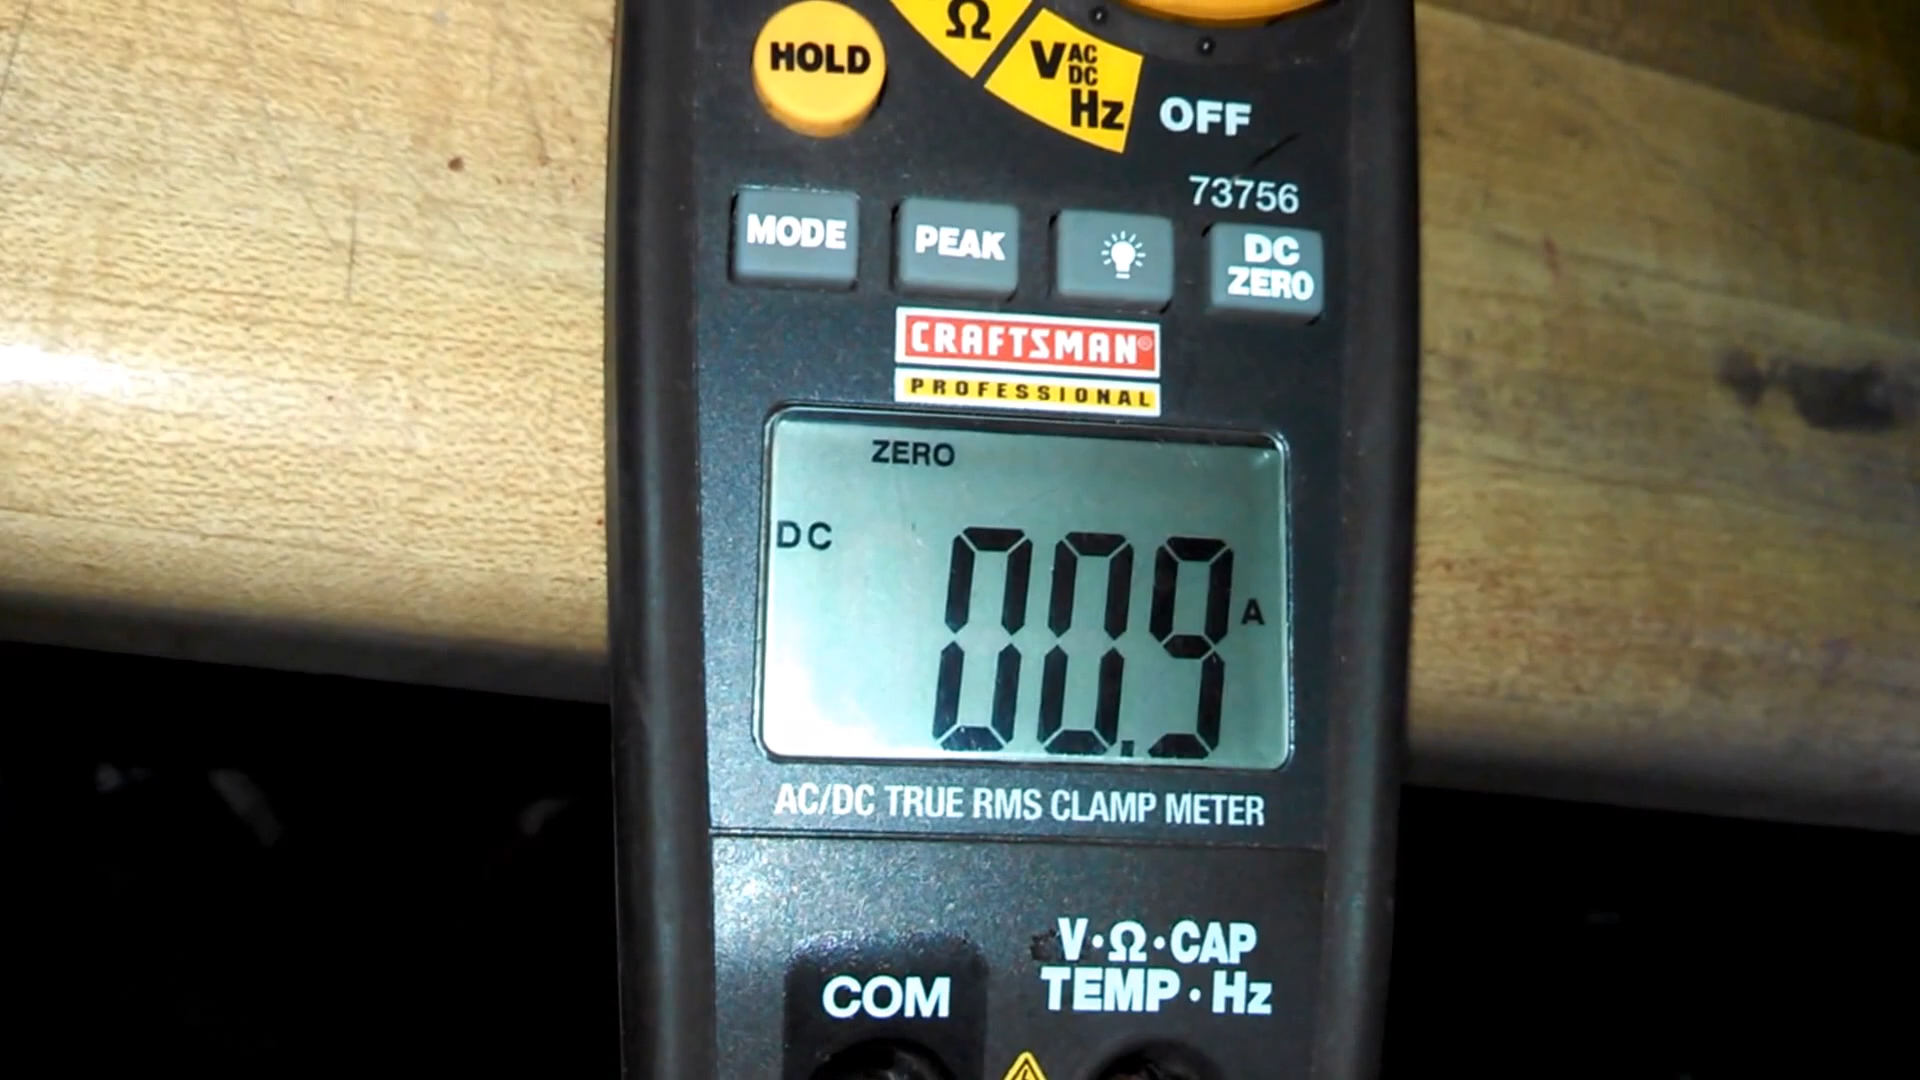 Ω
HOLD
V AC
DC
Hz
OFF
73756
MODE
PEAK
DC
ZERO
CRAFTSMAN®
PROFESSIONAL
ZERO
DC
00.9 A
AC/DC TRUE RMS CLAMP METER
V·Ω·CAP
TEMP·Hz
COM